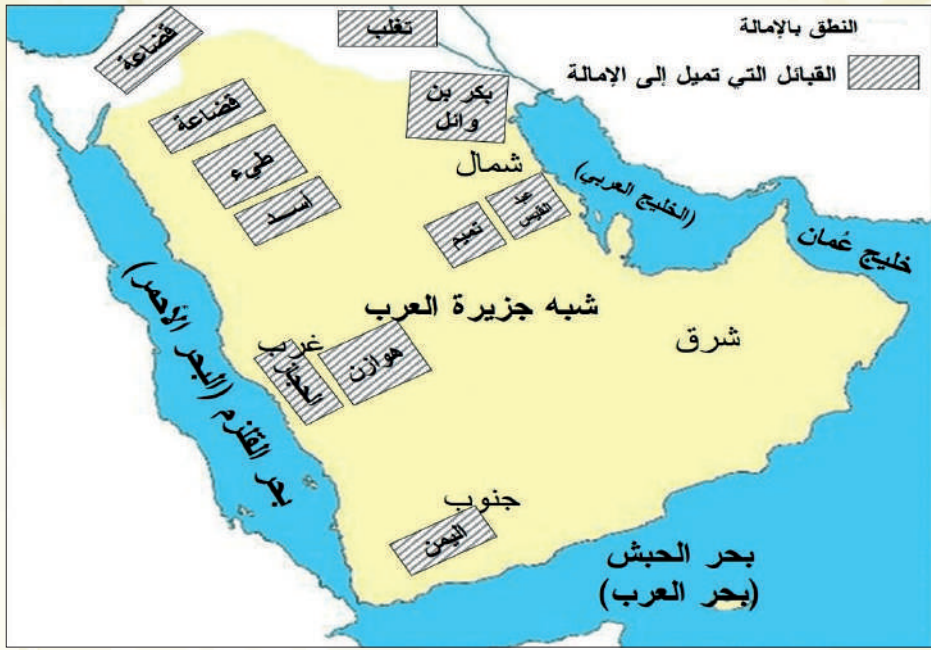 النطق بالإمالة
القبائل التي تميل إلى الإمالة
تغلب
قضاعة
بكر بن
وائل
قضاعة
طيء
أسد
شمال
عبد
القيس
تميم
(الخليج العربي)
خليج عُمان
شبه جزيرة العرب
شرق
غرب
هوازن
الحجاز
بحر القلزم (البحر الأحمر)
جنوب
اليمن
بحر الحبش
(بحر العرب)